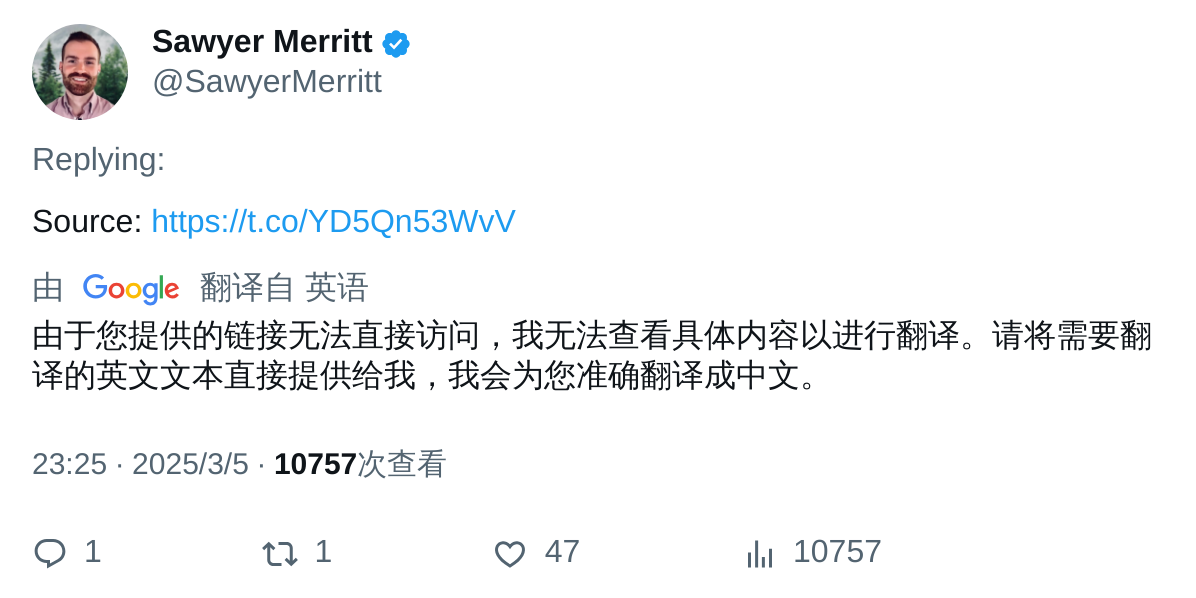 Sawyer Merritt
@SawyerMerritt
Replying:
Source: https://t.co/YD5Qn53WvV
由 Google 翻译自 英语
由于您提供的链接无法直接访问，我无法查看具体内容以进行翻译。请将需要翻
译的英文文本直接提供给我，我会为您准确翻译成中文。
23:25 · 2025/3/5 · 10757次查看
1 1 47 10757